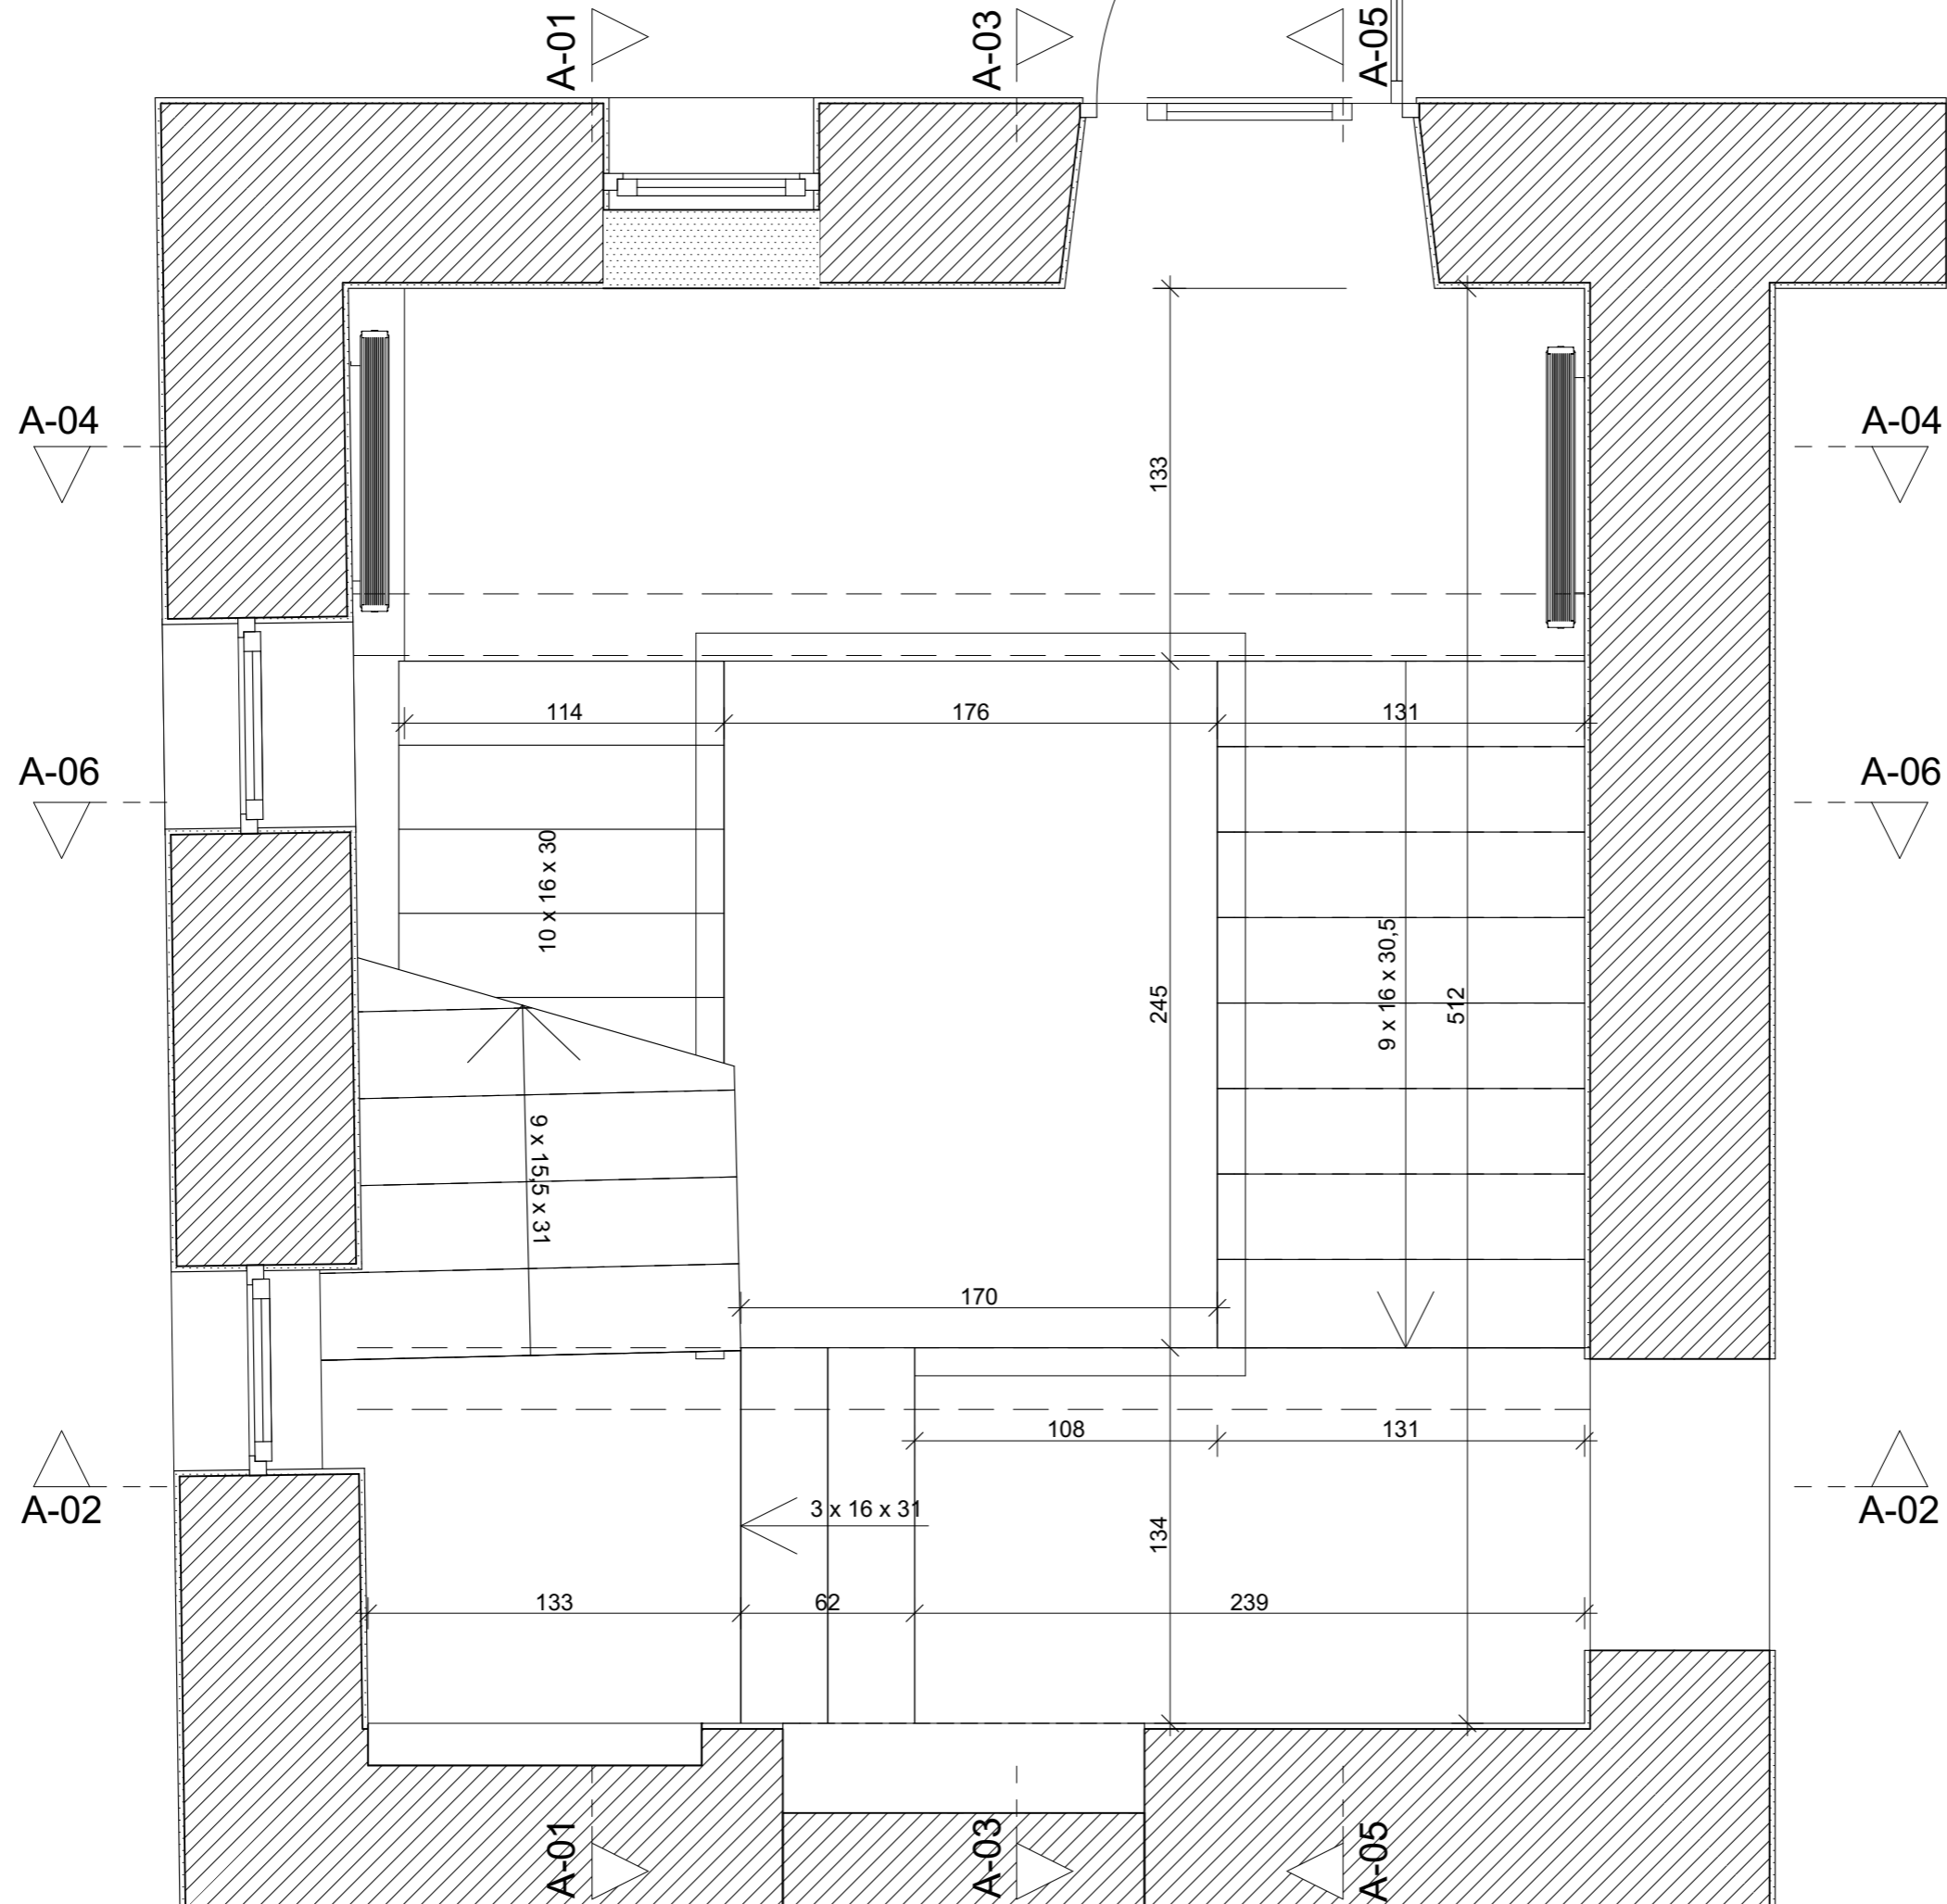 A-01
A-03
A-05
A-04
A-04
133
114
176
131
A-06
A-06
10 x 16 x 30
9 x 16 x 30,5
245
512
9 x 15,5 x 31
170
108
131
A-02
A-02
3 x 16 x 31
134
133
62
239
A-01
A-03
A-05